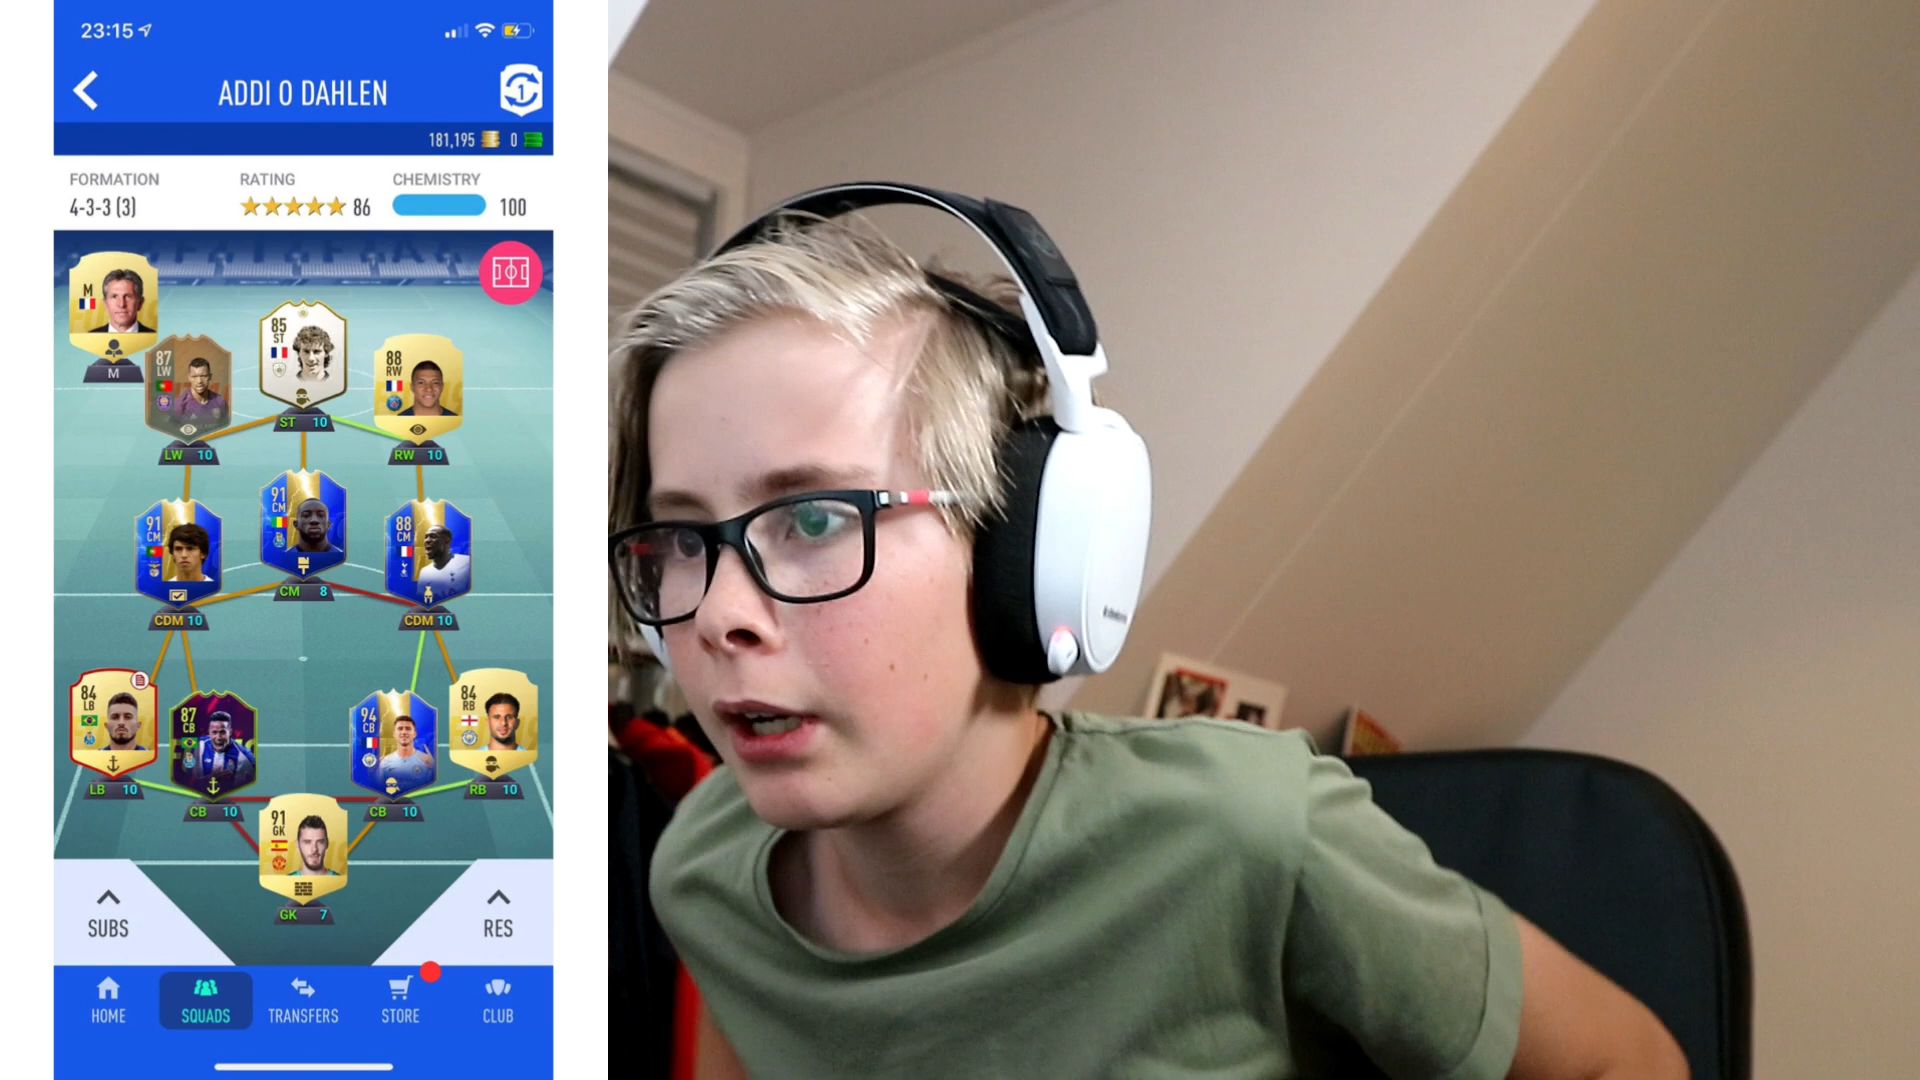 23:15
ADDI O DAHLEN
1
181,195 0
FORMATION RATING CHEMISTRY
4-3-3 (3) 86 100
M
M
85
ST
87
LW
88
RW
ST 10
LW 10
RW 10
91
CM
91
CM
88
CM
CM 8
CDM 10
CDM 10
84
LB
84
RB
87
CB
94
CB
LB 10
RB 10
CB 10
CB 10
91
GK
GK 7
SUBS
RES
HOME SQUADS TRANSFERS STORE CLUB